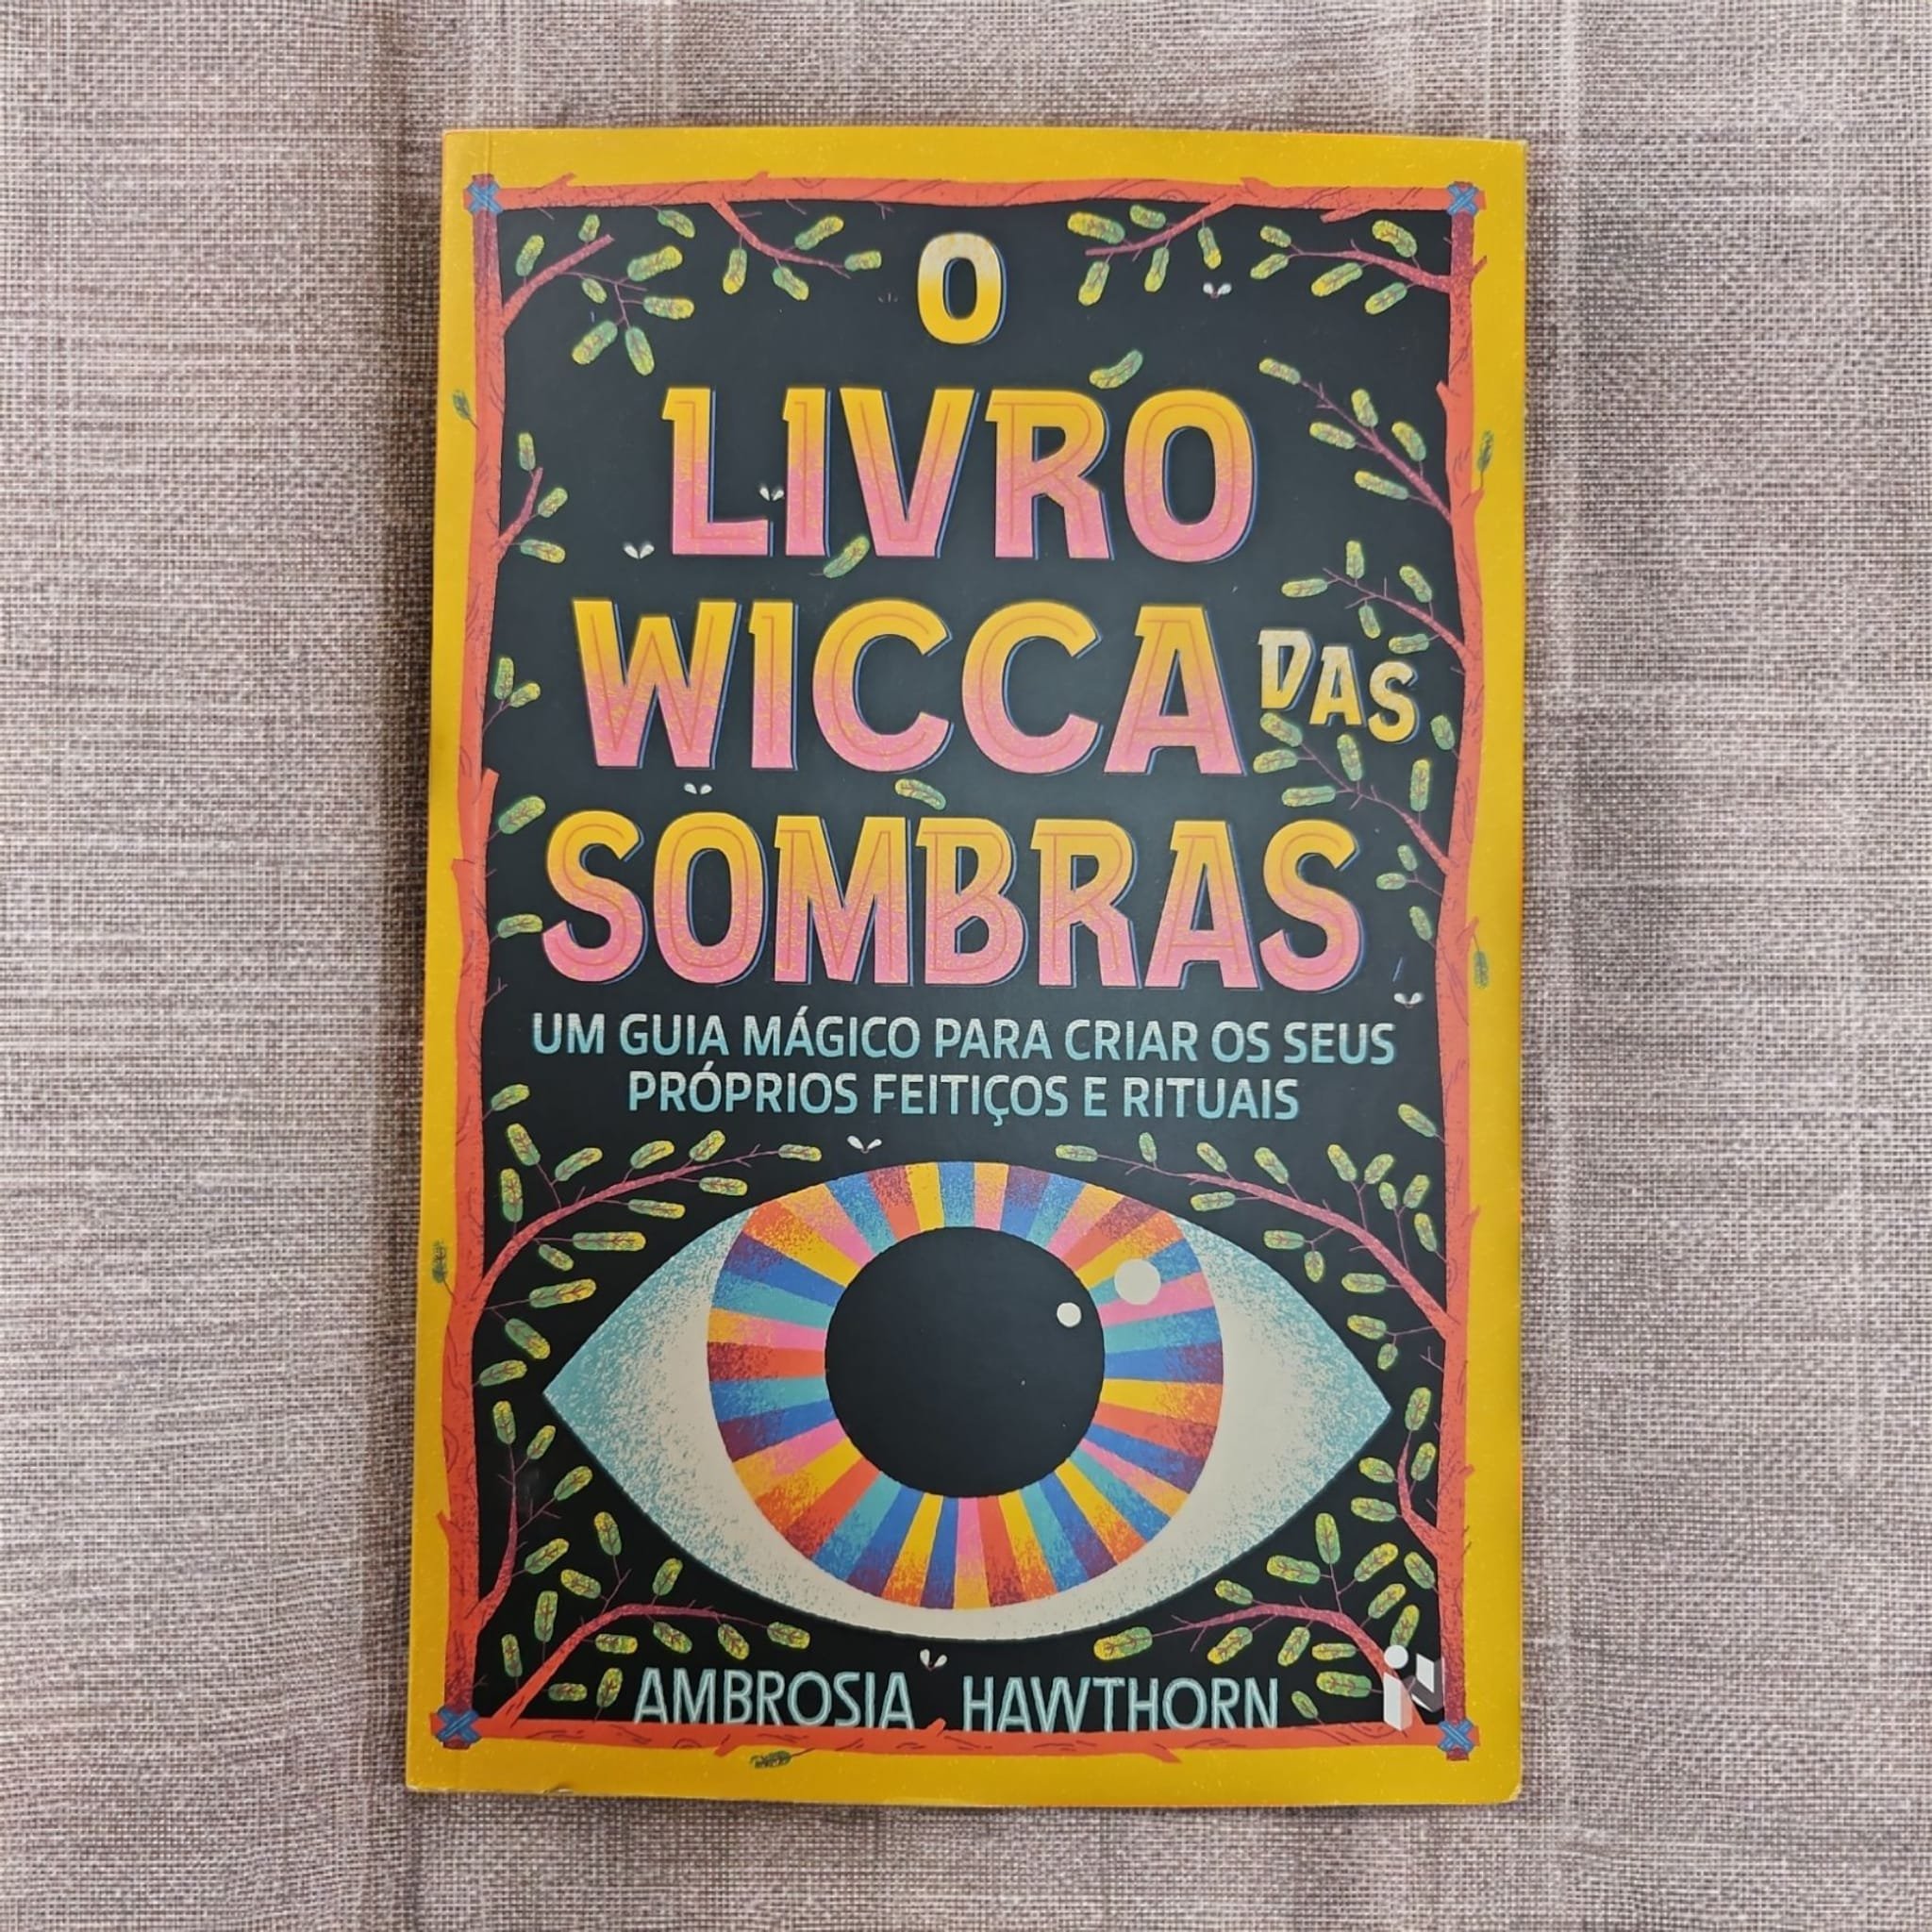 O
LIVRO
WICCA DAS
SOMBRAS
UM GUIA MÁGICO PARA CRIAR OS SEUS
PRÓPRIOS FEITIÇOS E RITUAIS
AMBROSIA HAWTHORN